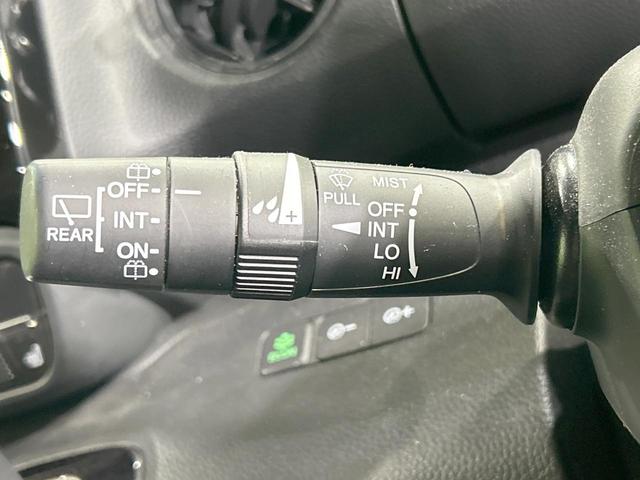 REAR
OFF
INT
ON
+
PULL
MIST
OFF
INT
LO
HI